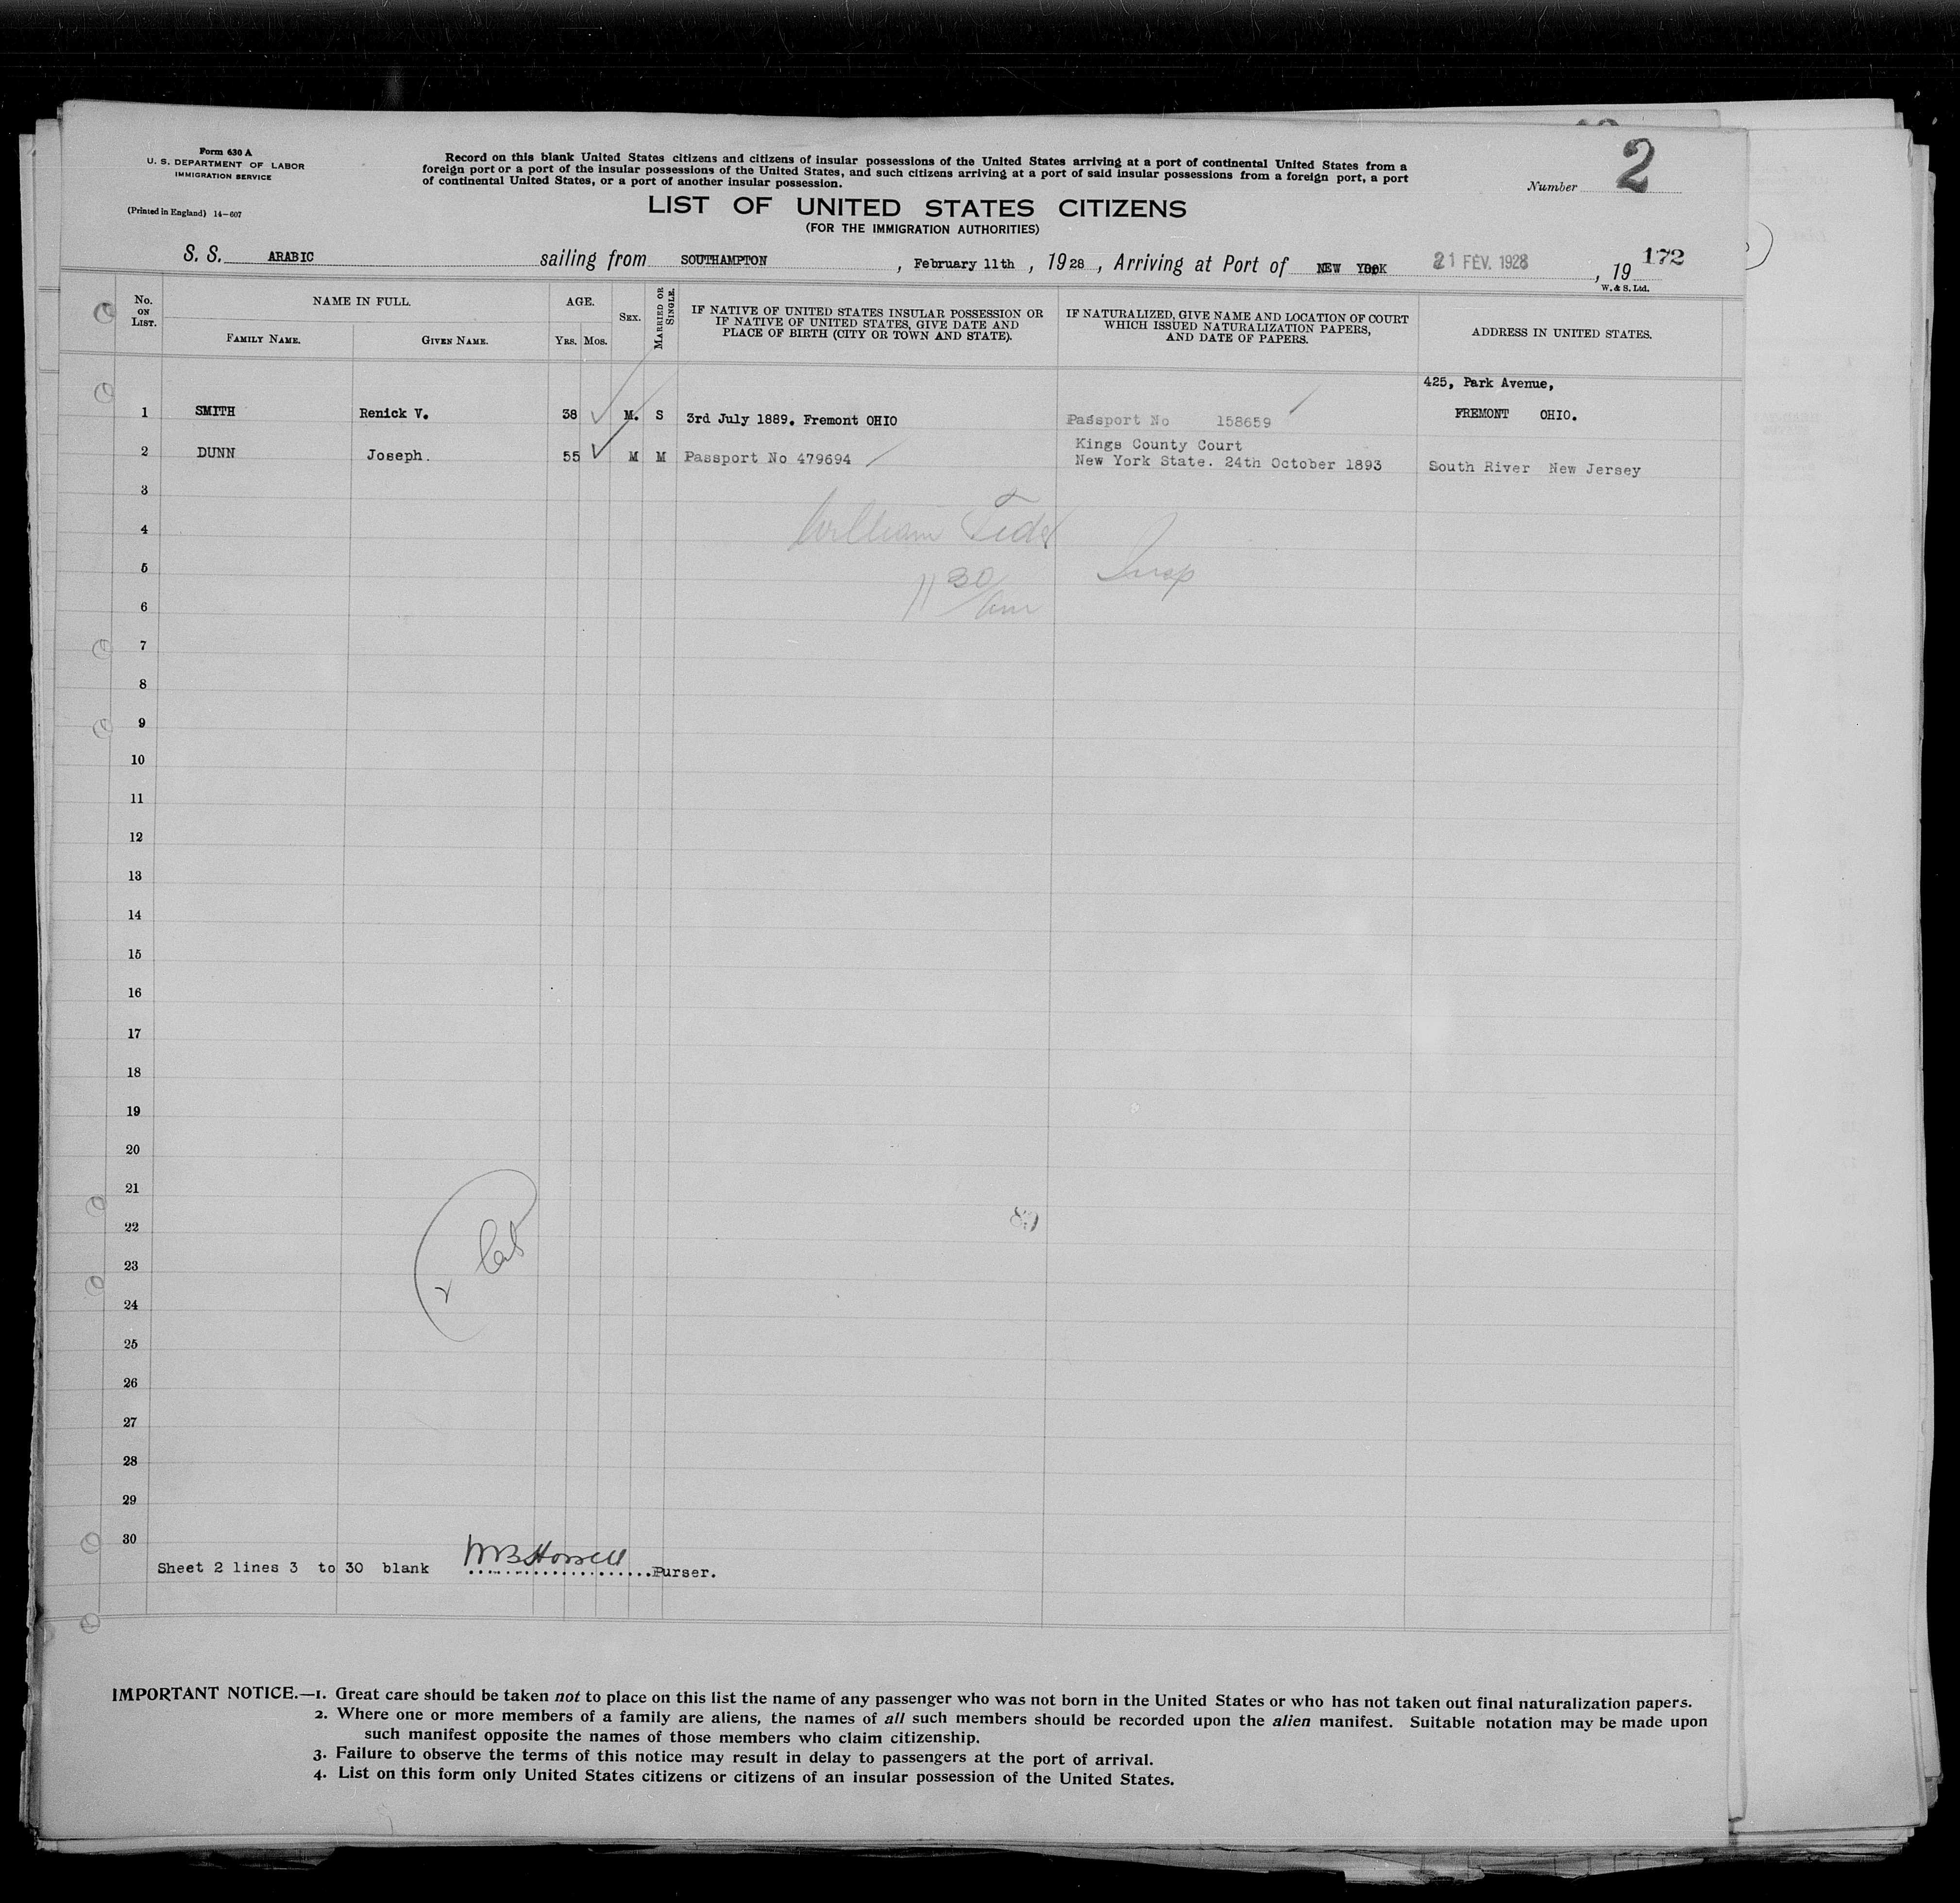 Form 630 A
U. S. DEPARTMENT OF LABOR
IMMIGRATION SERVICE
(Printed in England) 14-607
Record on this blank United States citizens and citizens of insular possessions of the United States arriving at a port of continental United States from a
foreign port or a port of the insular possessions of the United States, and such citizens arriving at a port of said insular possessions from a foreign port, a port
of continental United States, or a port of another insular possession.
Number 2
LIST OF UNITED STATES CITIZENS
(FOR THE IMMIGRATION AUTHORITIES)
S. S. ARABIC sailing from SOUTHAMPTON, February 11th, 1928, Arriving at Port of NEW YORK 21 FEV. 1928, 19 172
W. & S. Ltd.
No. ON LIST.
NAME IN FULL.
FAMILY NAME. GIVEN NAME.
AGE.
YRS. MOS.
SEX.
MARRIED OR SINGLE.
IF NATIVE OF UNITED STATES INSULAR POSSESSION OR
IF NATIVE OF UNITED STATES, GIVE DATE AND
PLACE OF BIRTH (CITY OR TOWN AND STATE).
IF NATURALIZED, GIVE NAME AND LOCATION OF COURT
WHICH ISSUED NATURALIZATION PAPERS,
AND DATE OF PAPERS.
ADDRESS IN UNITED STATES.
425, Park Avenue,
1 SMITH Renick V. 38 M. S 3rd July 1889. Fremont OHIO Passport No 158659 FREMONT OHIO.
Kings County Court
2 DUNN Joseph. 55 M M Passport No 479694 New York State. 24th October 1893 South River New Jersey
3
William
4
5
Insp
11 30/am
6
7
8
9
10
11
12
13
14
15
16
17
18
19
20
21
22
23
24
25
26
27
28
29
30
Sheet 2 lines 3 to 30 blank ....................Purser.
IMPORTANT NOTICE.—1. Great care should be taken not to place on this list the name of any passenger who was not born in the United States or who has not taken out final naturalization papers.
2. Where one or more members of a family are aliens, the names of all such members should be recorded upon the alien manifest. Suitable notation may be made upon
such manifest opposite the names of those members who claim citizenship.
3. Failure to observe the terms of this notice may result in delay to passengers at the port of arrival.
4. List on this form only United States citizens or citizens of an insular possession of the United States.